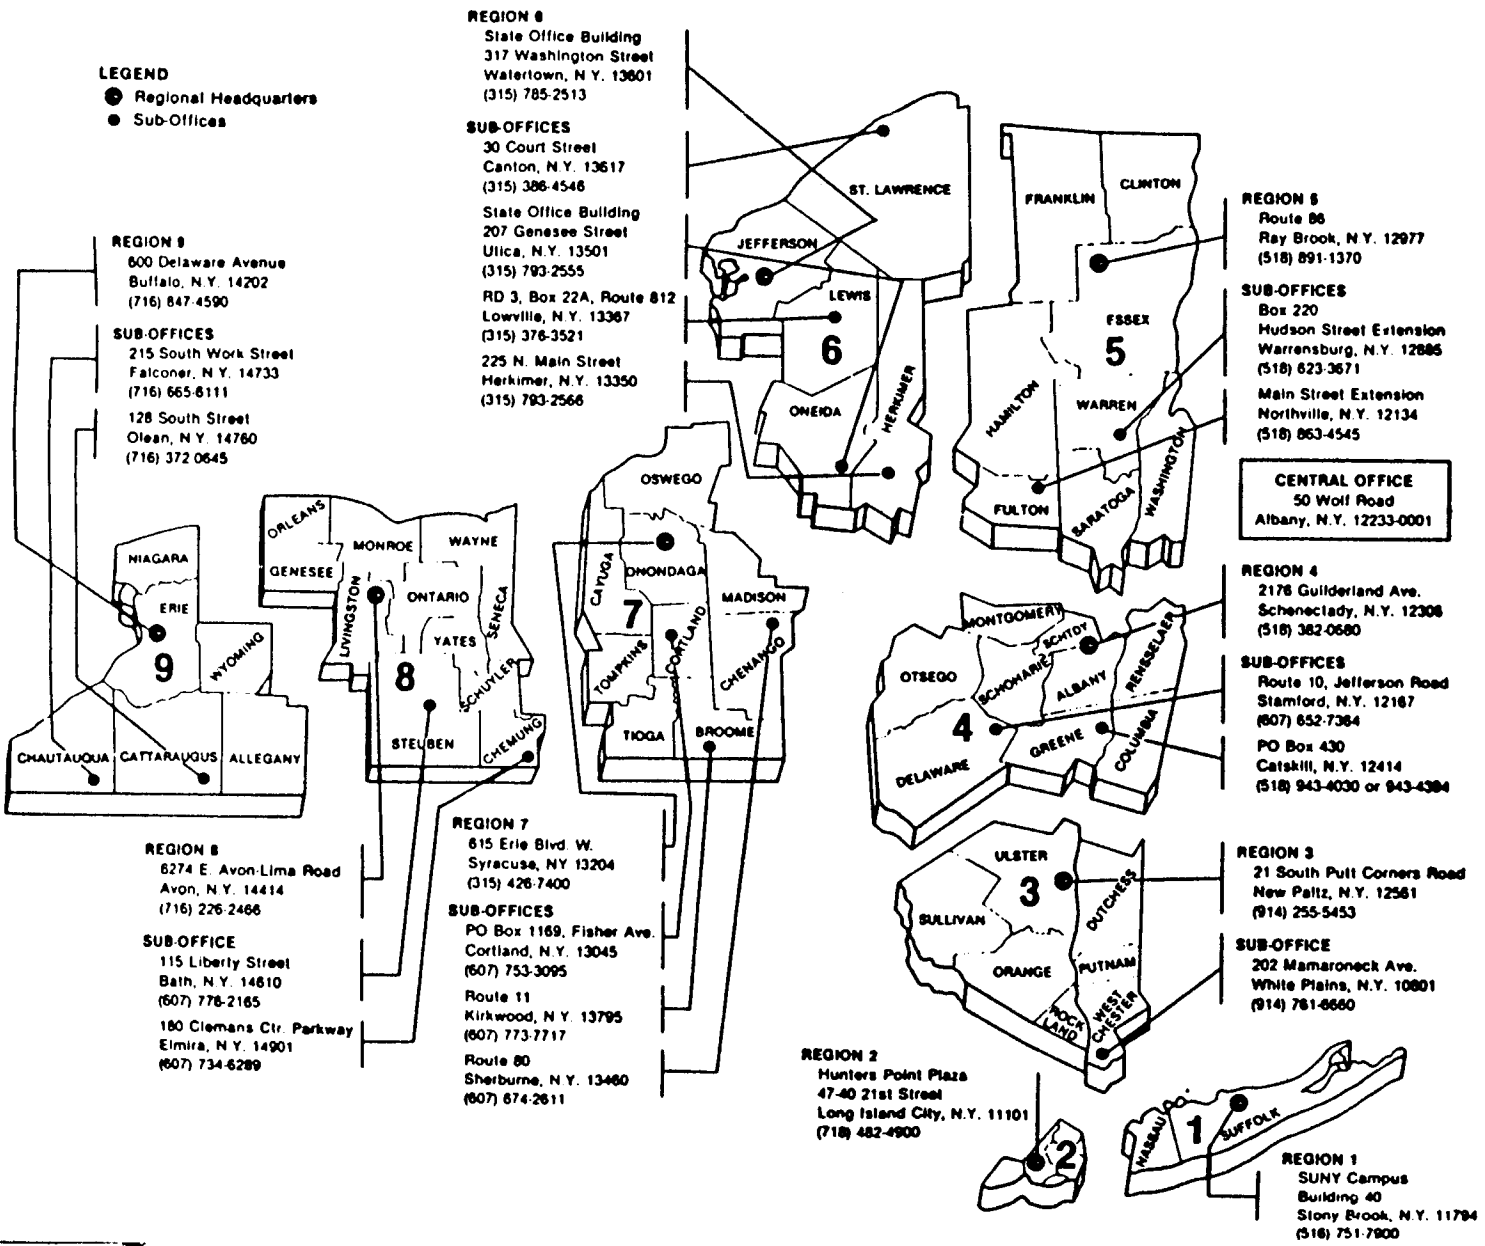 LEGEND
Regional Headquarters
Sub-Offices
REGION 6
State Office Building
317 Washington Street
Watertown, N Y. 13601
(315) 785-2513
SUB-OFFICES
30 Court Street
Canton, N.Y. 13617
(315) 386-4546
State Office Building
207 Genesee Street
Utica, N.Y. 13501
(315) 793-2555
RD 3, Box 22A, Route 812
Lowville, N.Y. 13367
(315) 376-3521
225 N. Main Street
Herkimer, N.Y. 13350
(315) 793-2566
REGION 9
600 Delaware Avenue
Buffalo, N.Y. 14202
(716) 847-4590
SUB-OFFICES
215 South Work Street
Falconer, N.Y. 14733
(716) 665-6111
128 South Street
Olean, N.Y. 14760
(716) 372 0645
REGION 5
Route 86
Ray Brook, N.Y. 12977
(518) 891-1370
SUB-OFFICES
Box 220
Hudson Street Extension
Warrensburg, N.Y. 12885
(518) 623-3671
Main Street Extension
Northville, N.Y. 12134
(518) 863-4545
CENTRAL OFFICE
50 Wolf Road
Albany, N.Y. 12233-0001
REGION 4
2176 Guilderland Ave.
Schenectady, N.Y. 12306
(518) 382-0680
SUB-OFFICES
Route 10, Jefferson Road
Stamford, N.Y. 12167
(607) 652-7364
PO Box 430
Catskill, N.Y. 12414
(518) 943-4030 or 943-4394
REGION 3
21 South Putt Corners Road
New Paltz, N.Y. 12561
(914) 255-5453
SUB-OFFICE
202 Mamaroneck Ave.
White Plains, N.Y. 10601
(914) 761-6660
REGION 8
6274 E. Avon-Lima Road
Avon, N.Y. 14414
(716) 226-2466
SUB-OFFICE
115 Liberty Street
Bath, N.Y. 14810
(607) 776-2165
180 Clemans Ctr. Parkway
Elmira, N.Y. 14901
(607) 734-6289
REGION 7
615 Erie Blvd. W.
Syracuse, NY 13204
(315) 426-7400
SUB-OFFICES
PO Box 1169, Fisher Ave.
Cortland, N.Y. 13045
(607) 753-3095
Route 11
Kirkwood, N Y. 13795
(607) 773-7717
Route 80
Sherburne, N.Y. 13460
(607) 674-2611
REGION 2
Hunters Point Plaza
47-40 21st Street
Long Island City, N.Y. 11101
(718) 482-4900
REGION 1
SUNY Campus
Building 40
Stony Brook, N.Y. 11794
(516) 751-7900
ST. LAWRENCE
JEFFERSON
LEWIS
6
ONEIDA
HERKIMER
FRANKLIN
CLINTON
ESSEX
5
HAMILTON
WARREN
WASHINGTON
FULTON
SARATOGA
NIAGARA
ERIE
9
WYOMING
CHAUTAUQUA
CATTARAUGUS
ALLEGANY
ORLEANS
GENESEE
MONROE
WAYNE
LIVINGSTON
ONTARIO
YATES
SENECA
8
SCHUYLER
STEUBEN
CHEMUNG
OSWEGO
CAYUGA
ONONDAGA
7
MADISON
TOMPKINS
CORTLAND
CHENANGO
TIOGA
BROOME
MONTGOMERY
SCHTDY
RENSSELAER
OTSEGO
SCHOHARIE
ALBANY
4
GREENE
COLUMBIA
DELAWARE
ULSTER
3
DUTCHESS
SULLIVAN
ORANGE
PUTNAM
ROCK
LAND
WEST
CHESTER
2
NASSAU
1
SUFFOLK